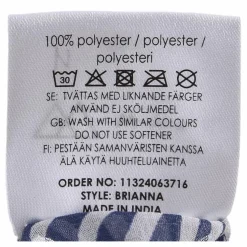 100% polyester / polyester /
polyesteri
30
SE: TVÄTTAS MED LIKNANDE FÄRGER
ANVÄND EJ SKÖLJMEDEL
GB: WASH WITH SIMILAR COLOURS
DO NOT USE SOFTENER
FI: PESTÄÄN SAMANVÄRISTEN KANSSA
ÄLÄ KÄYTÄ HUUHTELUAINETTA
ORDER NO: 11324063716
STYLE: BRIANNA
MADE IN INDIA